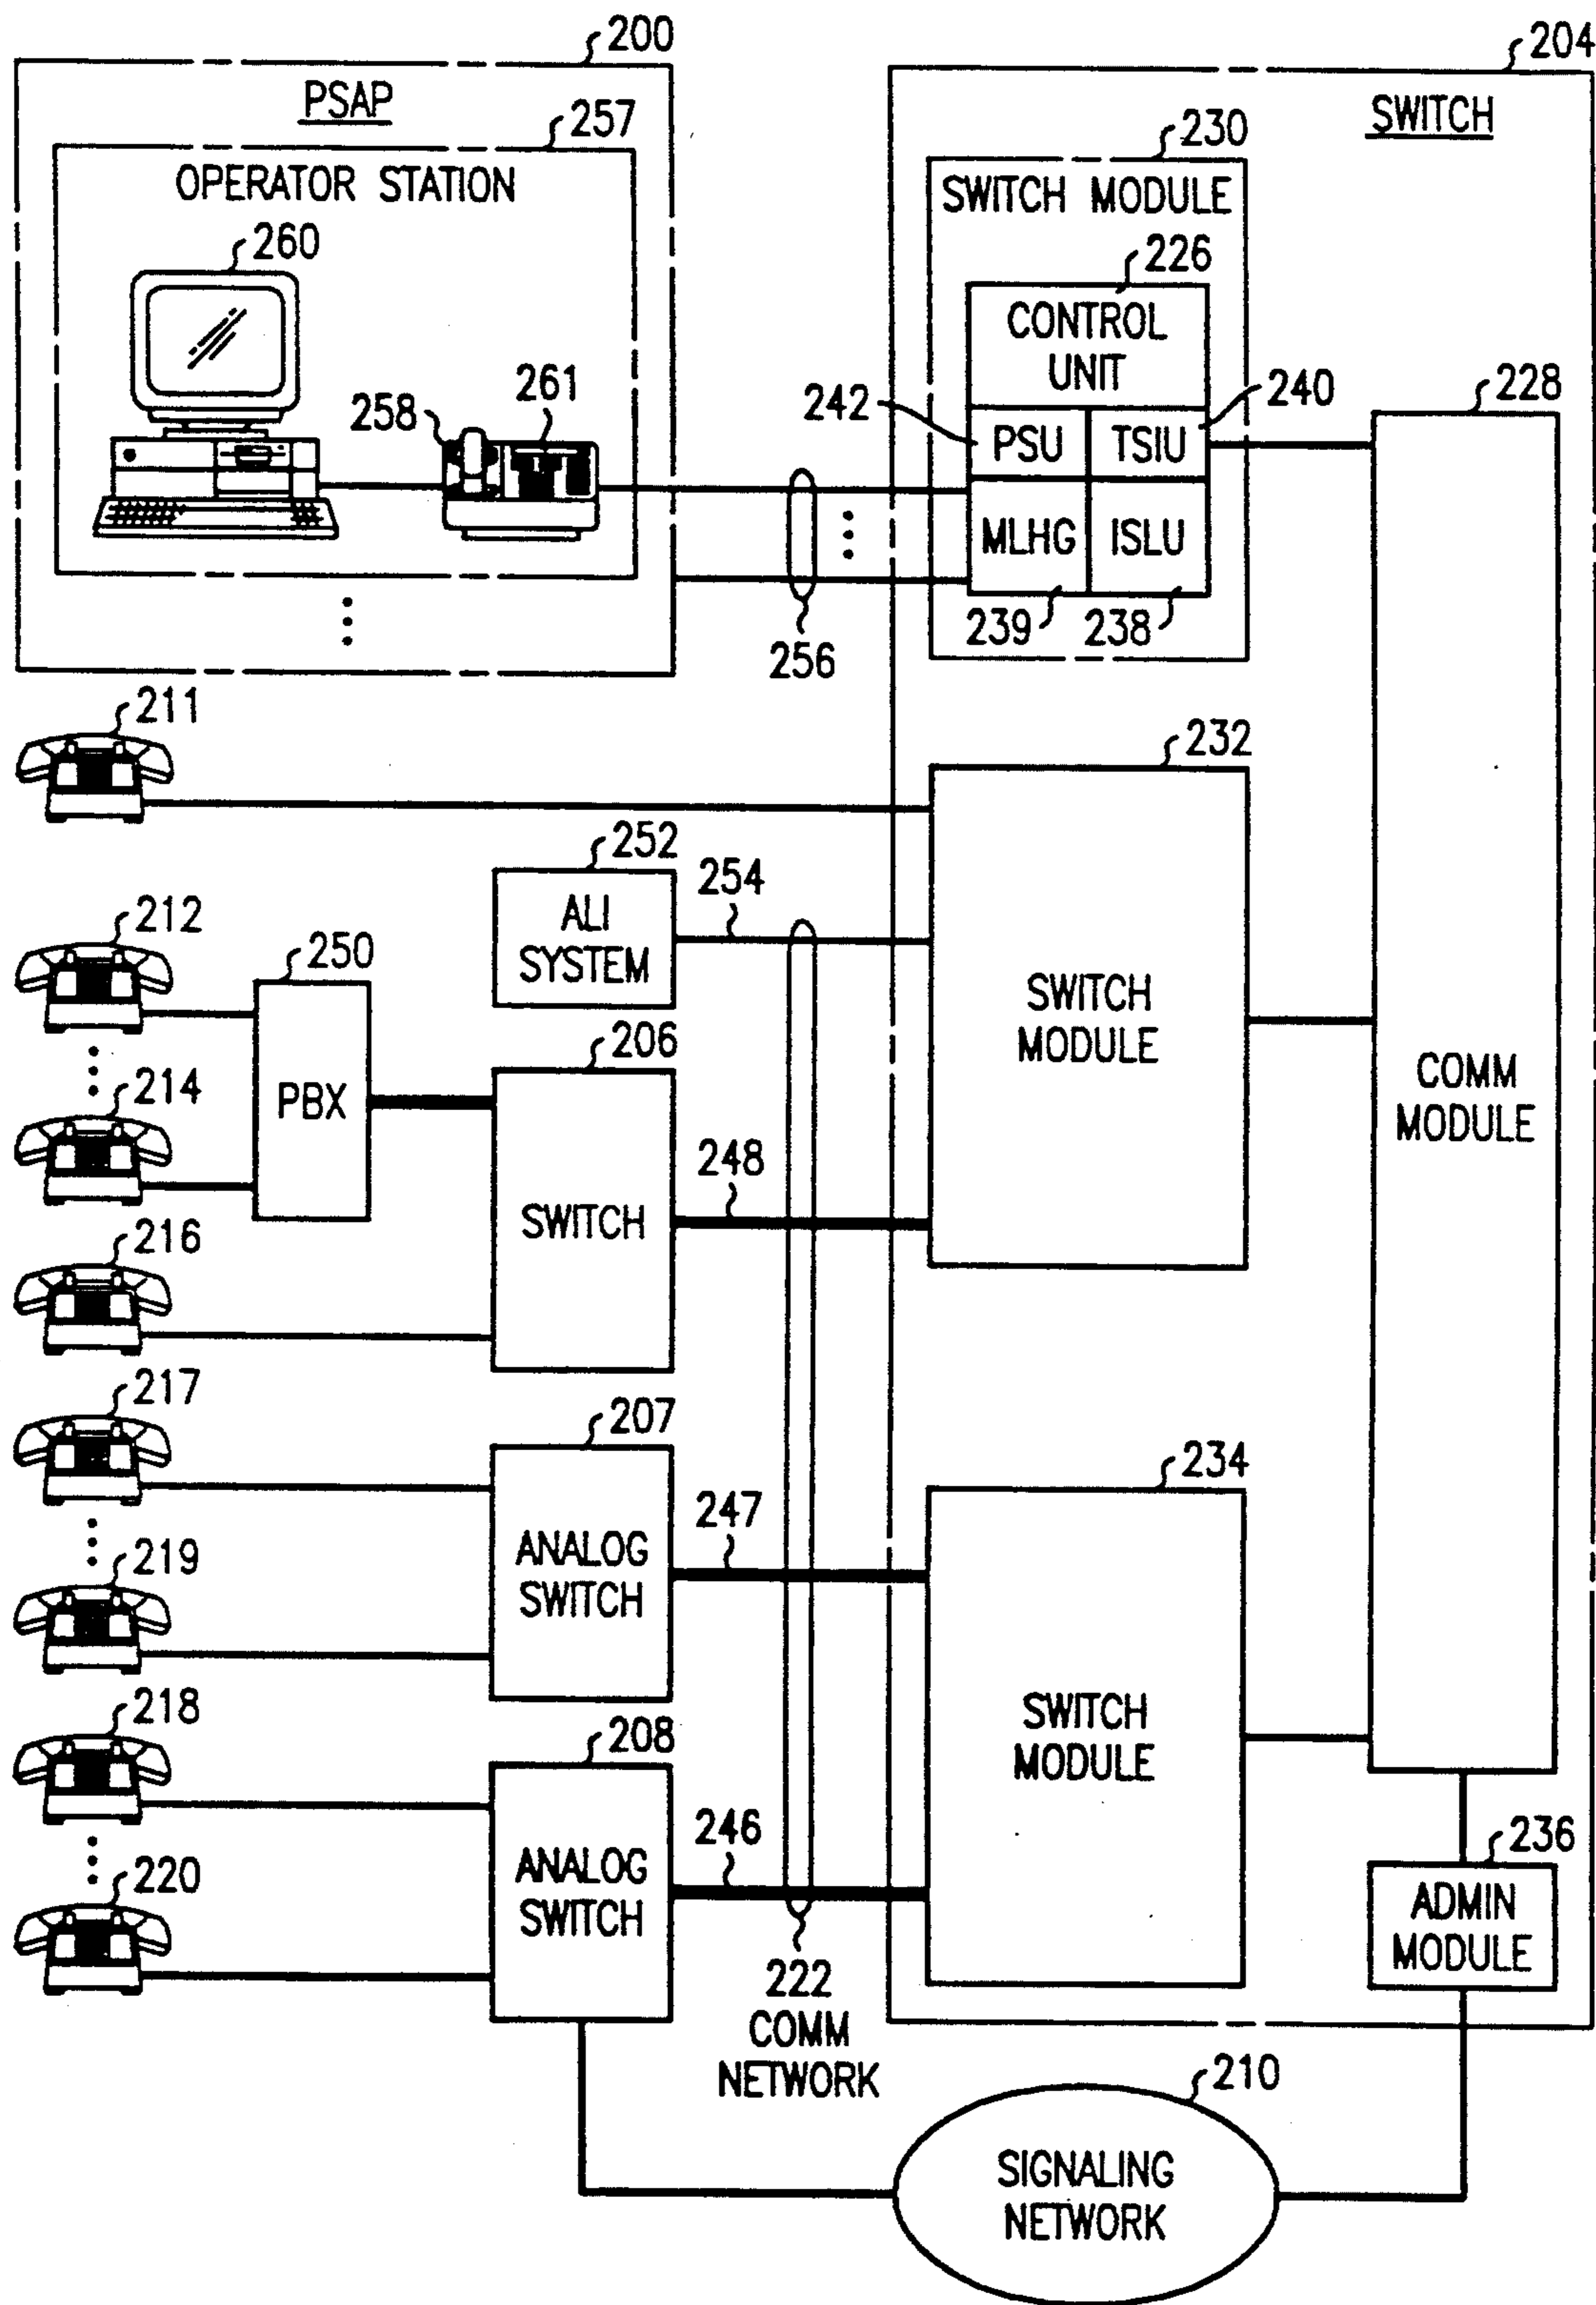 200
204
PSAP
SWITCH
257
230
OPERATOR STATION
SWITCH MODULE
260
226
CONTROL
UNIT
258
261
242
240
228
PSU
TSIU
MLHG
ISLU
239
238
256
211
232
252
254
ALI
SYSTEM
212
250
SWITCH
MODULE
206
COMM
MODULE
214
PBX
248
SWITCH
216
217
207
234
247
ANALOG
SWITCH
219
218
208
SWITCH
MODULE
246
236
220
ANALOG
SWITCH
ADMIN
MODULE
222
COMM
NETWORK
210
SIGNALING
NETWORK